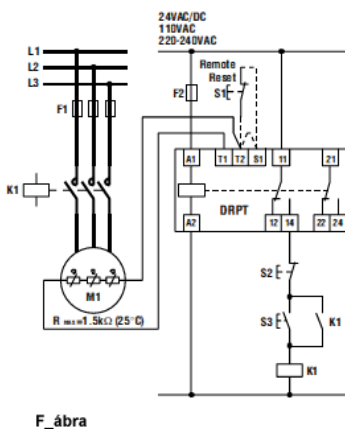 24VAC/DC
110VAC
220-240VAC
L1
L2
L3
Remote
Reset
F1
F2
S1
A1
T1
T2
S1
11
21
K1
DRPT
A2
12
14
22
24
M1
R max=1.5kΩ (25°C)
S2
S3
K1
K1
F_ábra